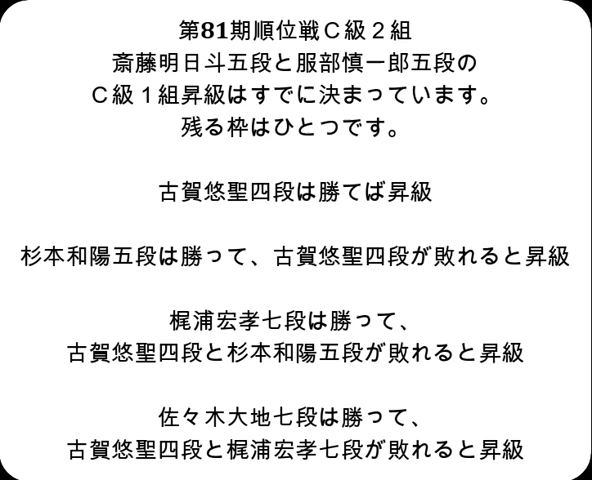 第81期順位戦Ｃ級２組
斎藤明日斗五段と服部慎一郎五段の
Ｃ級１組昇級はすでに決まっています。
残る枠はひとつです。
古賀悠聖四段は勝てば昇級
杉本和陽五段は勝って、古賀悠聖四段が敗れると昇級
梶浦宏孝七段は勝って、
古賀悠聖四段と杉本和陽五段が敗れると昇級
佐々木大地七段は勝って、
古賀悠聖四段と梶浦宏孝七段が敗れると昇級